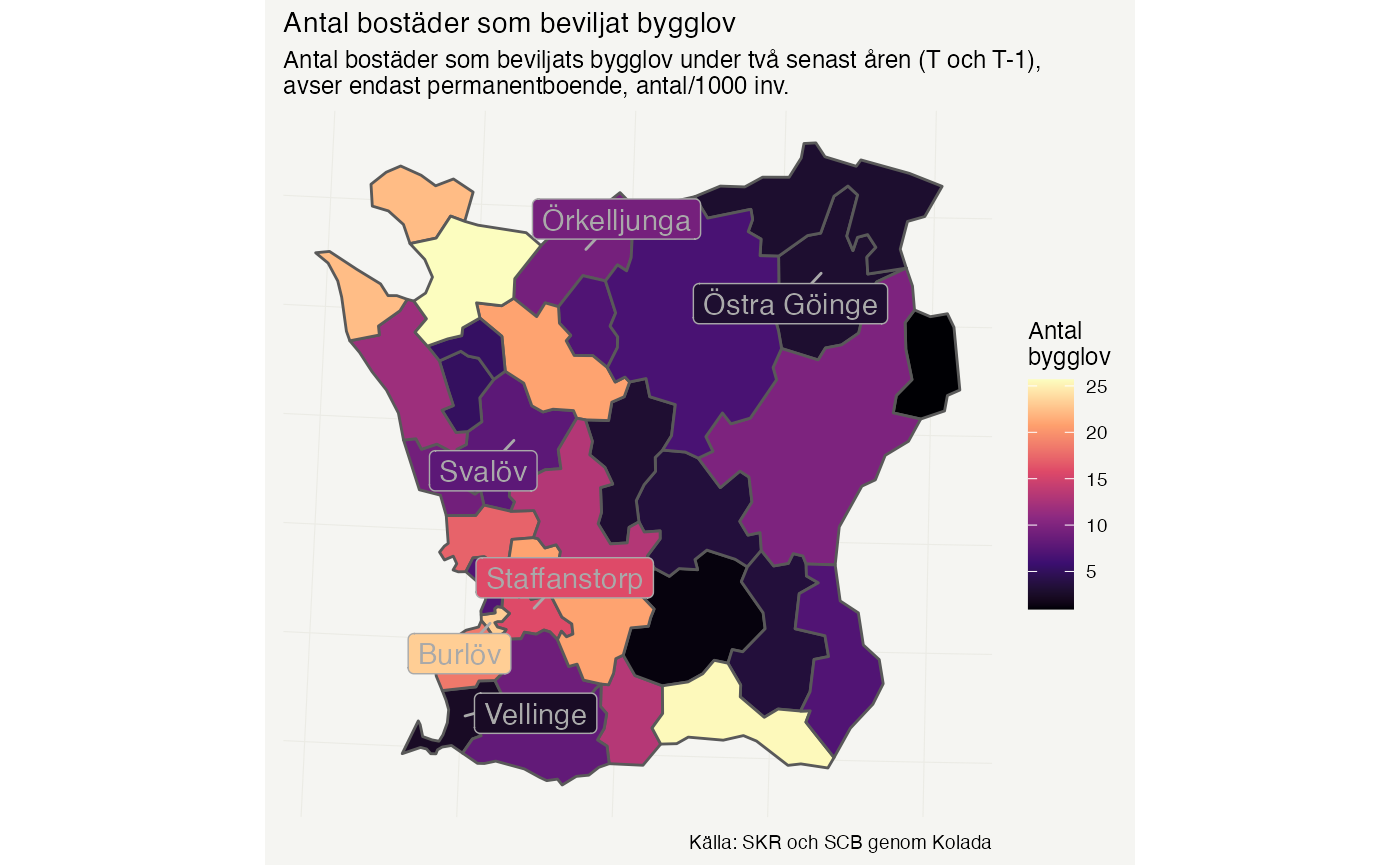 Antal bostäder som beviljat bygglov
Antal bostäder som beviljats bygglov under två senast åren (T och T-1),
avser endast permanentboende, antal/1000 inv.
Örkelljunga
Östra Göinge
Svalöv
Staffanstorp
Burlöv
Vellinge
Antal
bygglov
25
20
15
10
5
Källa: SKR och SCB genom Kolada